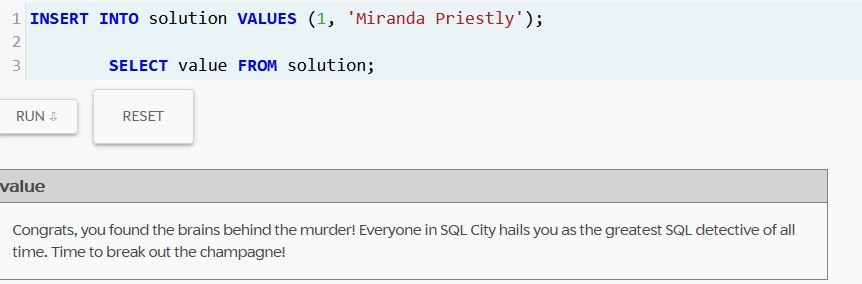 1 INSERT INTO solution VALUES (1, 'Miranda Priestly');
2
3 SELECT value FROM solution;
RUN ⇩
RESET
value
Congrats, you found the brains behind the murder! Everyone in SQL City hails you as the greatest SQL detective of all
time. Time to break out the champagne!